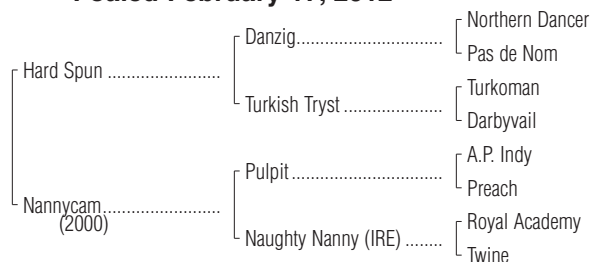 Foaled February 2012
Northern Dancer
Danzig
Pas de Nom
Hard Spun
Turkoman
Turkish Tryst
Darbyvail
A.P. Indy
Pulpit
Preach
Nannycam
(2000)
Royal Academy
Naughty Nanny (IRE)
Twine